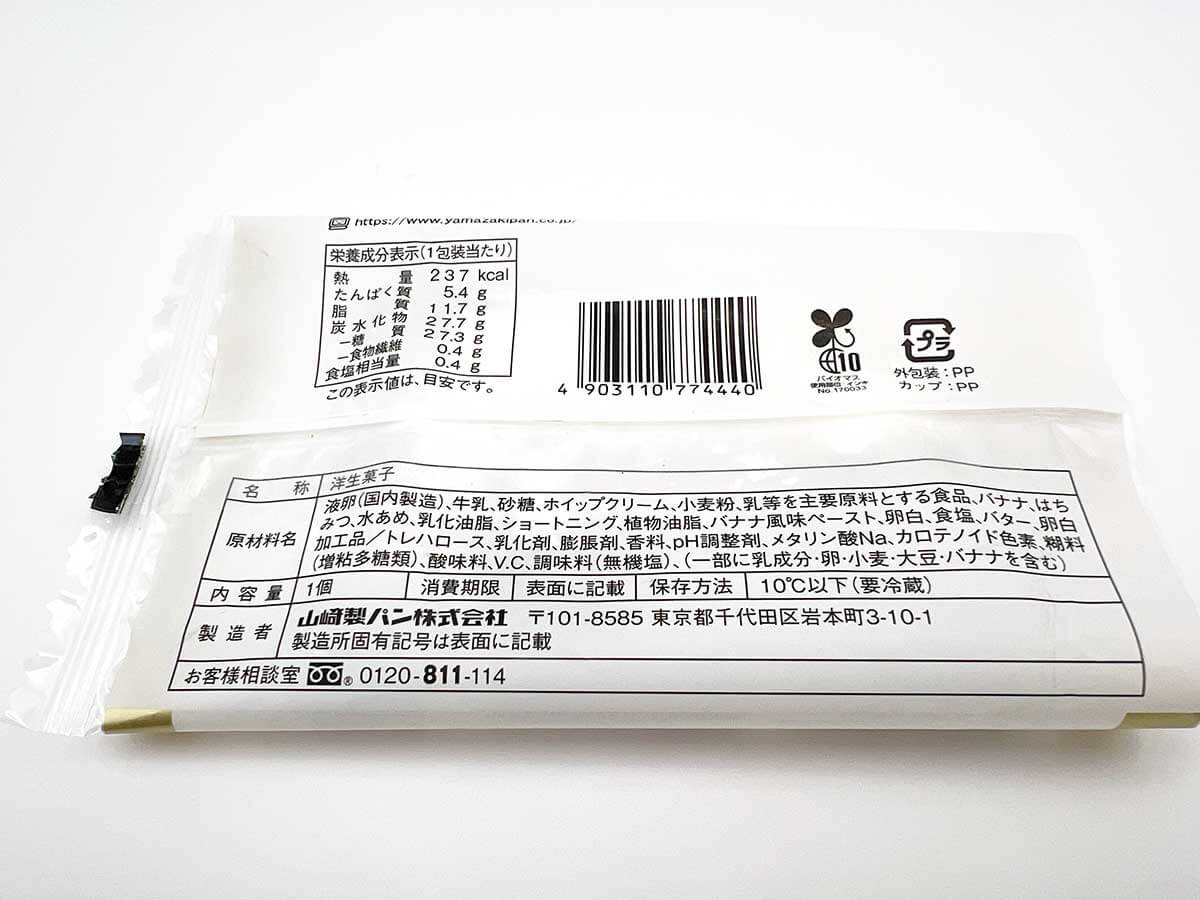 https://www.yamazakipan.co.jp/
栄養成分表示(1包装当たり)
熱量 237 kcal
たんぱく質 5.4 g
脂質 11.7 g
炭水化物 27.7 g
ー糖質 27.3 g
ー食物繊維 0.4 g
食塩相当量 0.4 g
この表示値は、目安です。
4 903110 774440
10
バイオマス
使用部位 インキ
No.170033
プラ
外包装:PP
カップ:PP
名称 洋生菓子
原材料名 液卵(国内製造)、牛乳、砂糖、ホイップクリーム、小麦粉、乳等を主要原料とする食品、バナナ、はち
みつ、水あめ、乳化油脂、ショートニング、植物油脂、バナナ風味ペースト、卵白、食塩、バター、卵白
加工品/トレハロース、乳化剤、膨脹剤、香料、pH調整剤、メタリン酸Na、カロテノイド色素、糊料
(増粘多糖類)、酸味料、V.C、調味料(無機塩)、(一部に乳成分・卵・小麦・大豆・バナナを含む)
内容量 1個 消費期限 表面に記載 保存方法 10℃以下(要冷蔵)
製造者 山崎製パン株式会社 〒101-8585 東京都千代田区岩本町3-10-1
製造所固有記号は表面に記載
お客様相談室 ® 0120-811-114